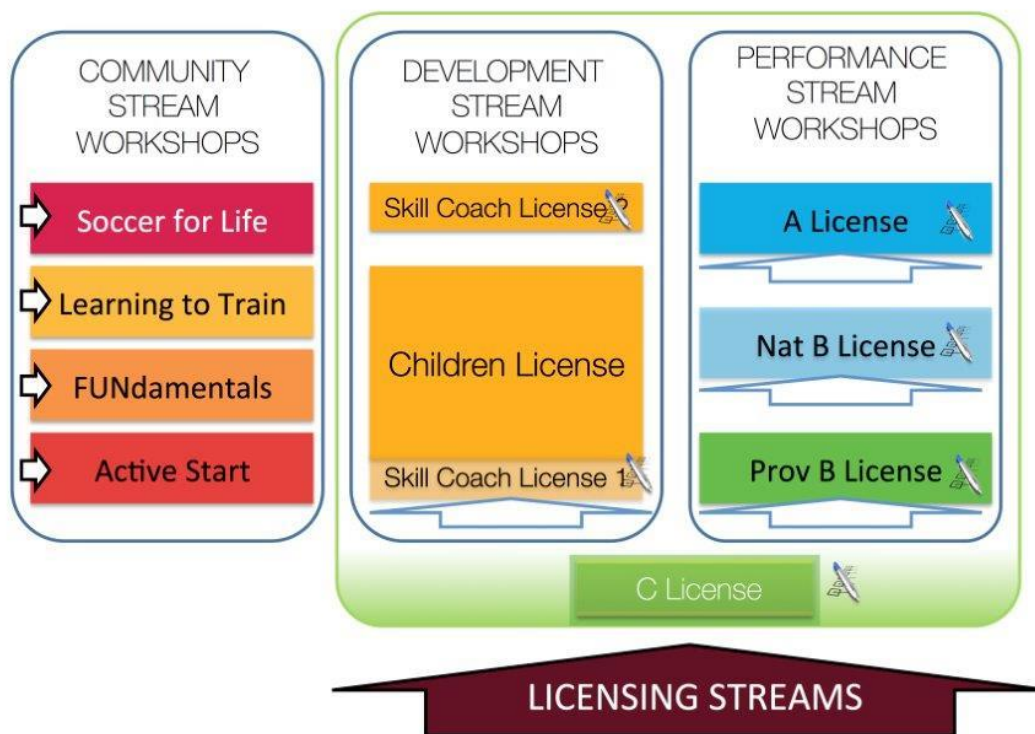 COMMUNITY
STREAM
WORKSHOPS
Soccer for Life
Learning to Train
FUNdamentals
Active Start
DEVELOPMENT
STREAM
WORKSHOPS
Skill Coach License 2
Children License
Skill Coach License 1
PERFORMANCE
STREAM
WORKSHOPS
A License
Nat B License
Prov B License
C License
LICENSING STREAMS